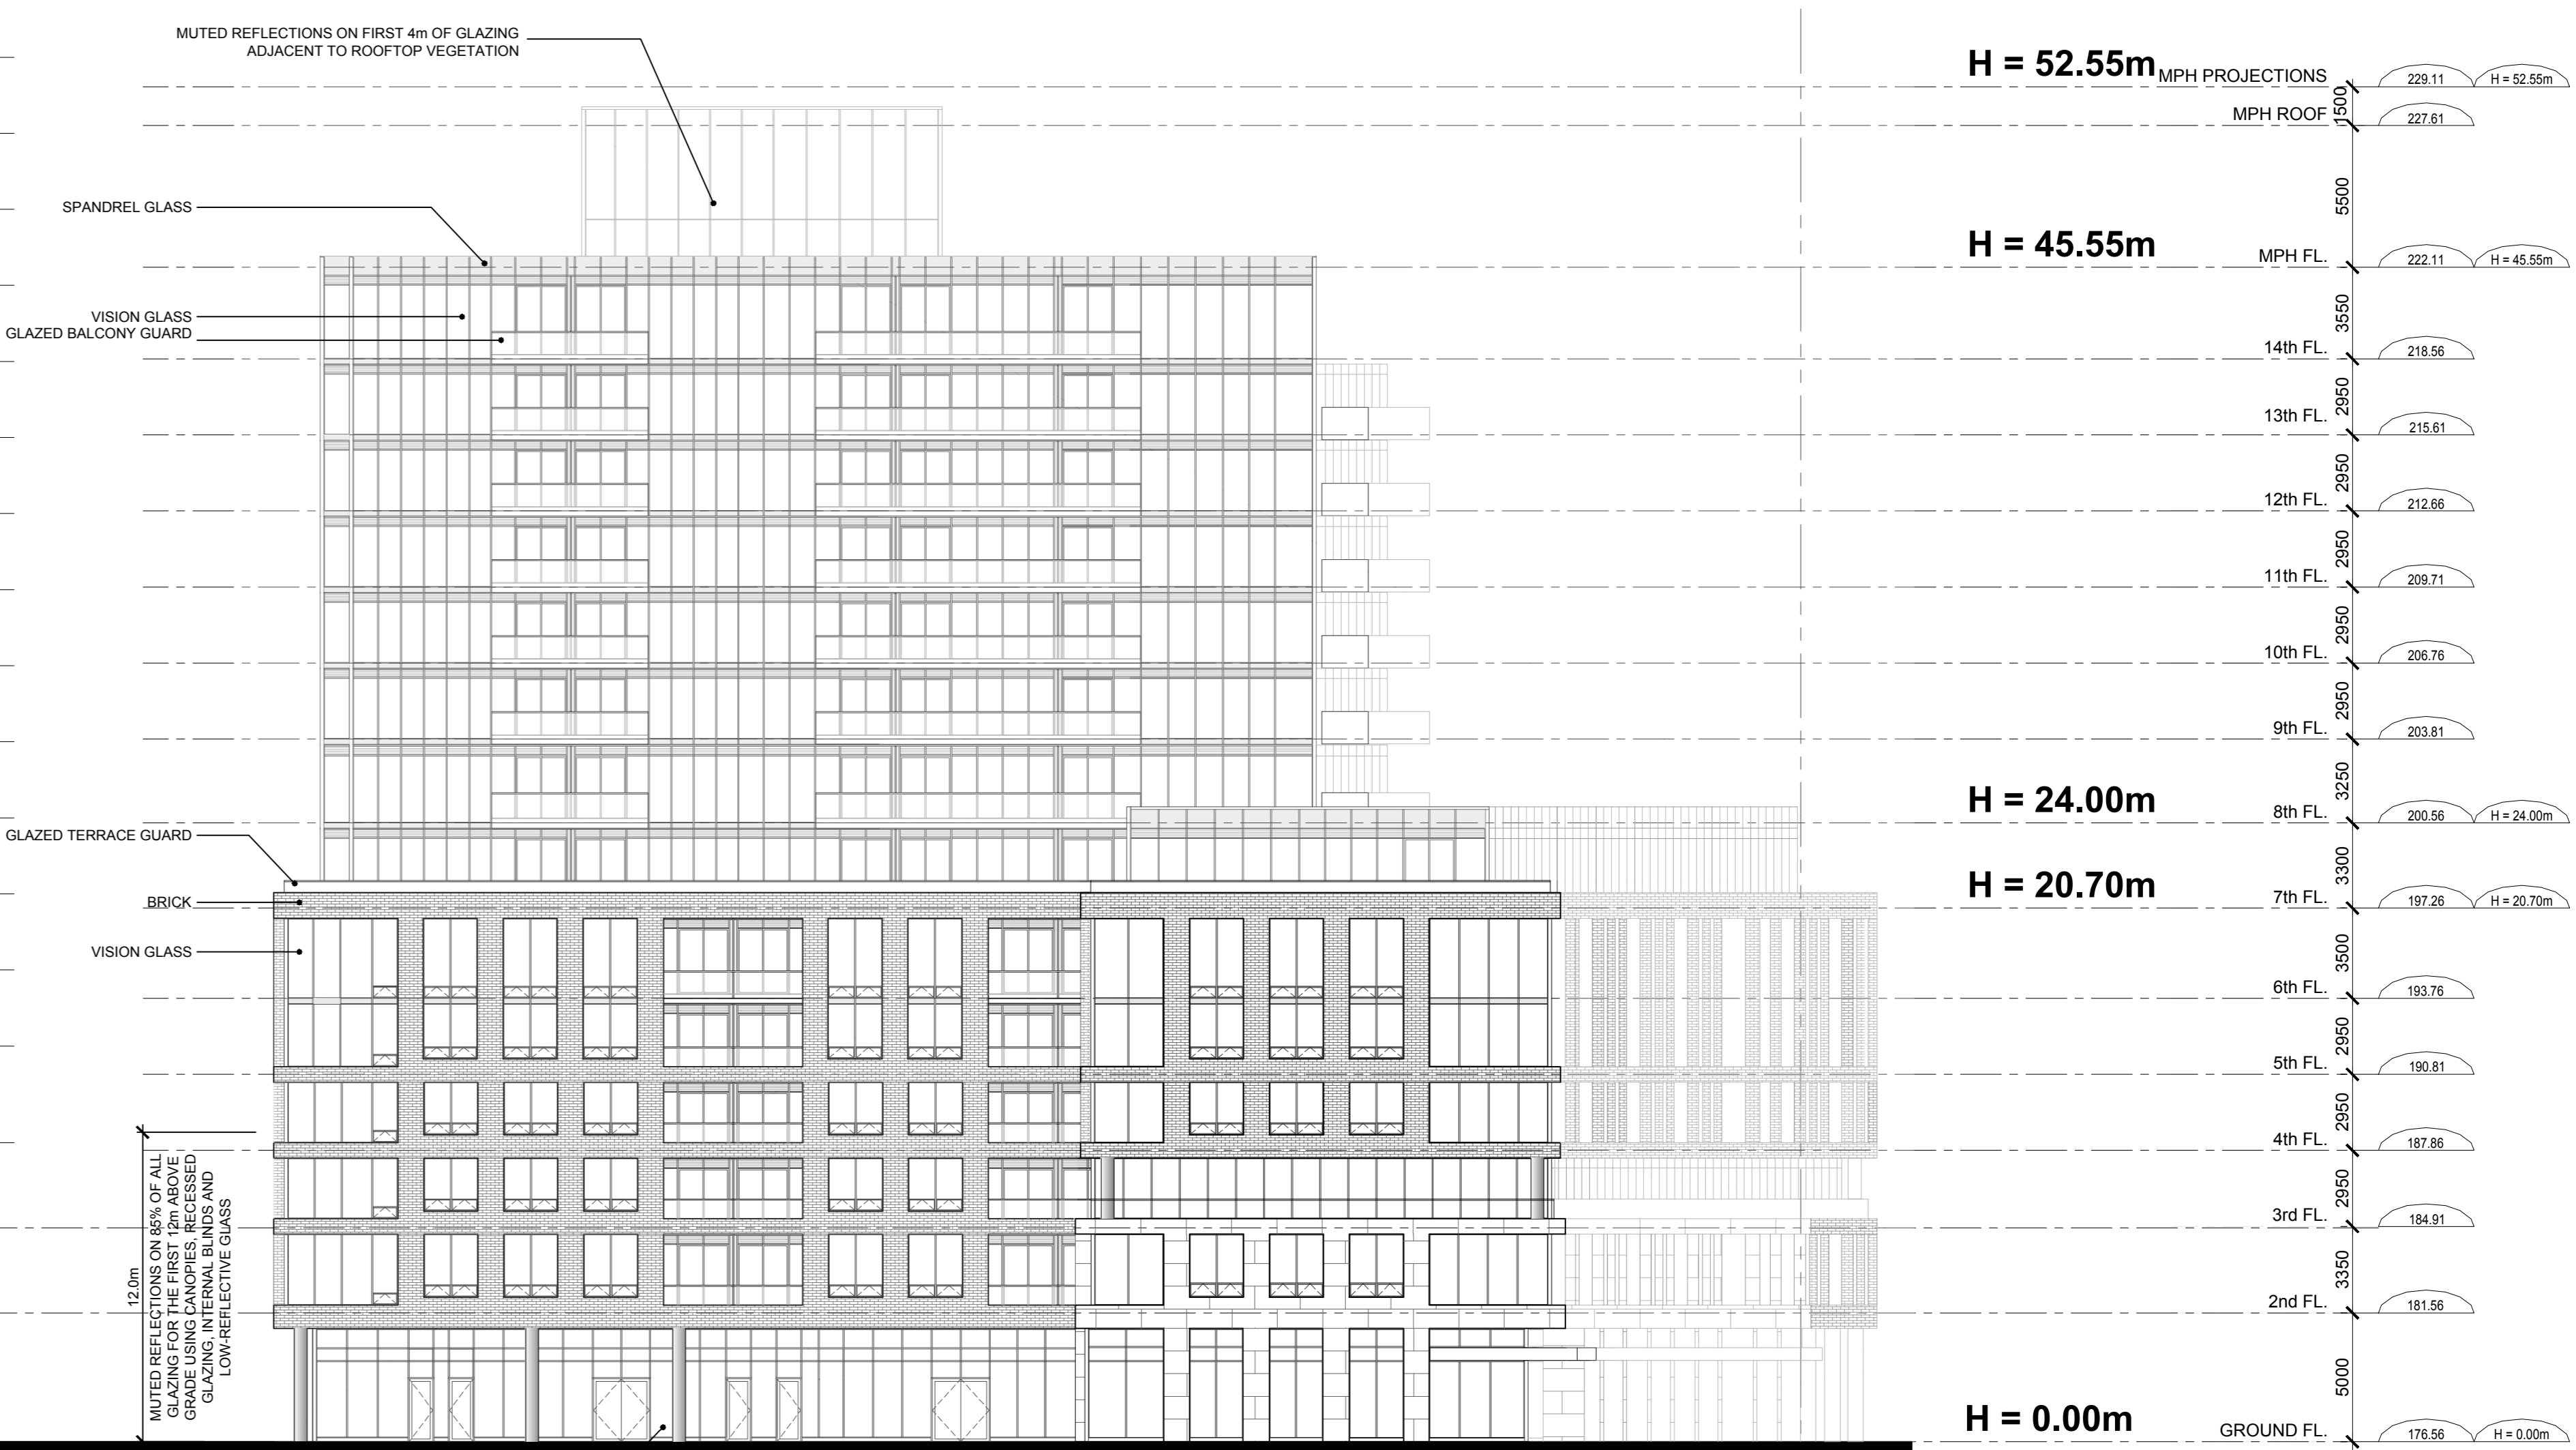 MUTED REFLECTIONS ON FIRST 4m OF GLAZING
ADJACENT TO ROOFTOP VEGETATION
SPANDREL GLASS
VISION GLASS
GLAZED BALCONY GUARD
GLAZED TERRACE GUARD
BRICK
VISION GLASS
12.0m
MUTED REFLECTIONS ON 85% OF ALL
GLAZING FOR THE FIRST 12m ABOVE
GRADE USING CANOPIES, RECESSED
GLAZING, INTERNAL BLINDS AND
LOW-REFLECTIVE GLASS
H = 52.55m MPH PROJECTIONS 229.11 H = 52.55m
1500
MPH ROOF 227.61
5500
H = 45.55m MPH FL. 222.11 H = 45.55m
3550
14th FL. 218.56
2950
13th FL. 215.61
2950
12th FL. 212.66
2950
11th FL. 209.71
2950
10th FL. 206.76
2950
9th FL. 203.81
3250
H = 24.00m 8th FL. 200.56 H = 24.00m
3300
H = 20.70m 7th FL. 197.26 H = 20.70m
3500
6th FL. 193.76
2950
5th FL. 190.81
2950
4th FL. 187.86
2950
3rd FL. 184.91
3350
2nd FL. 181.56
5000
H = 0.00m GROUND FL. 176.56 H = 0.00m